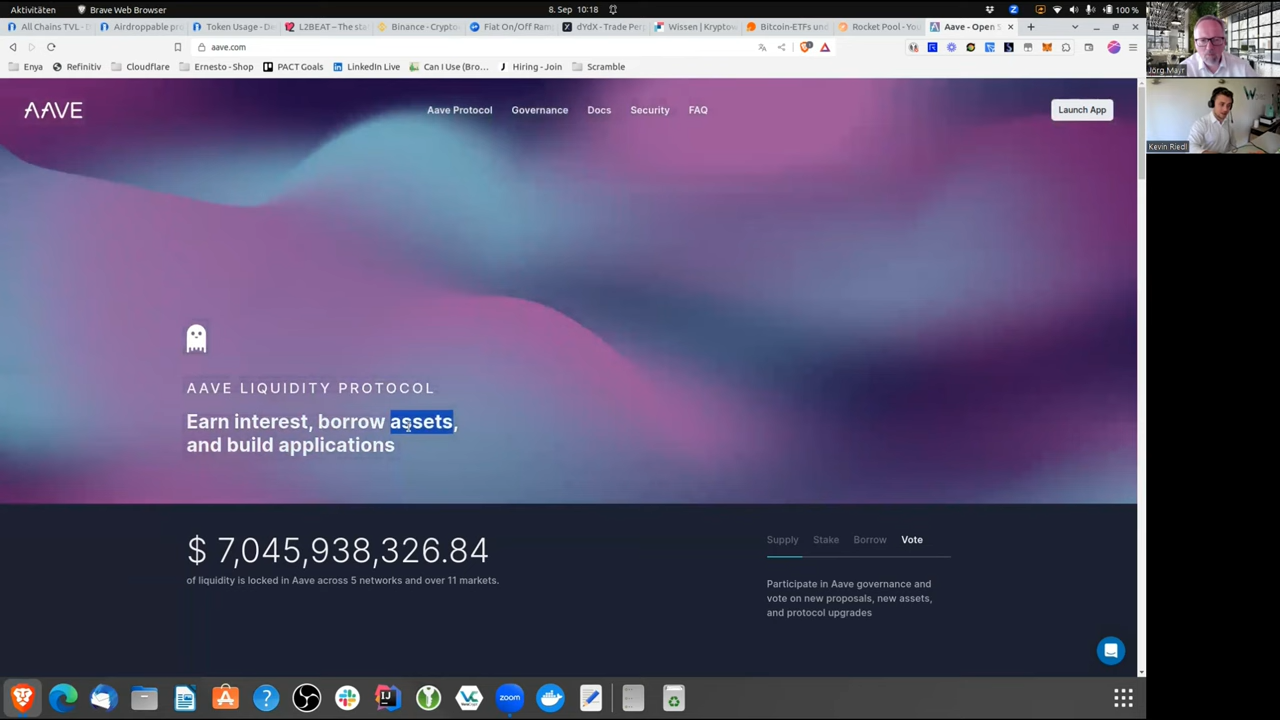 Aktivitäten
Brave Web Browser
8. Sep 10:18
100 %
All Chains TVL - D
Airdroppable pr
Token Usage - De
L2BEAT – The sta
Binance - Crypto
Fiat On/Off Ram
dYdX - Trade Per
Wissen | Kryptow
Bitcoin-ETFs und
Rocket Pool - You
Aave - Open S
aave.com
Enya
Refinitiv
Cloudflare
Ernesto - Shop
PACT Goals
LinkedIn Live
Can I Use (Bro...
Hiring - Join
Scramble
Jörg Mayr
Kevin Riedl
AAVE
Aave Protocol
Governance
Docs
Security
FAQ
Launch App
AAVE LIQUIDITY PROTOCOL
Earn interest, borrow assets,
and build applications
$ 7,045,938,326.84
of liquidity is locked in Aave across 5 networks and over 11 markets.
Supply
Stake
Borrow
Vote
Participate in Aave governance and
vote on new proposals, new assets,
and protocol upgrades
zoom